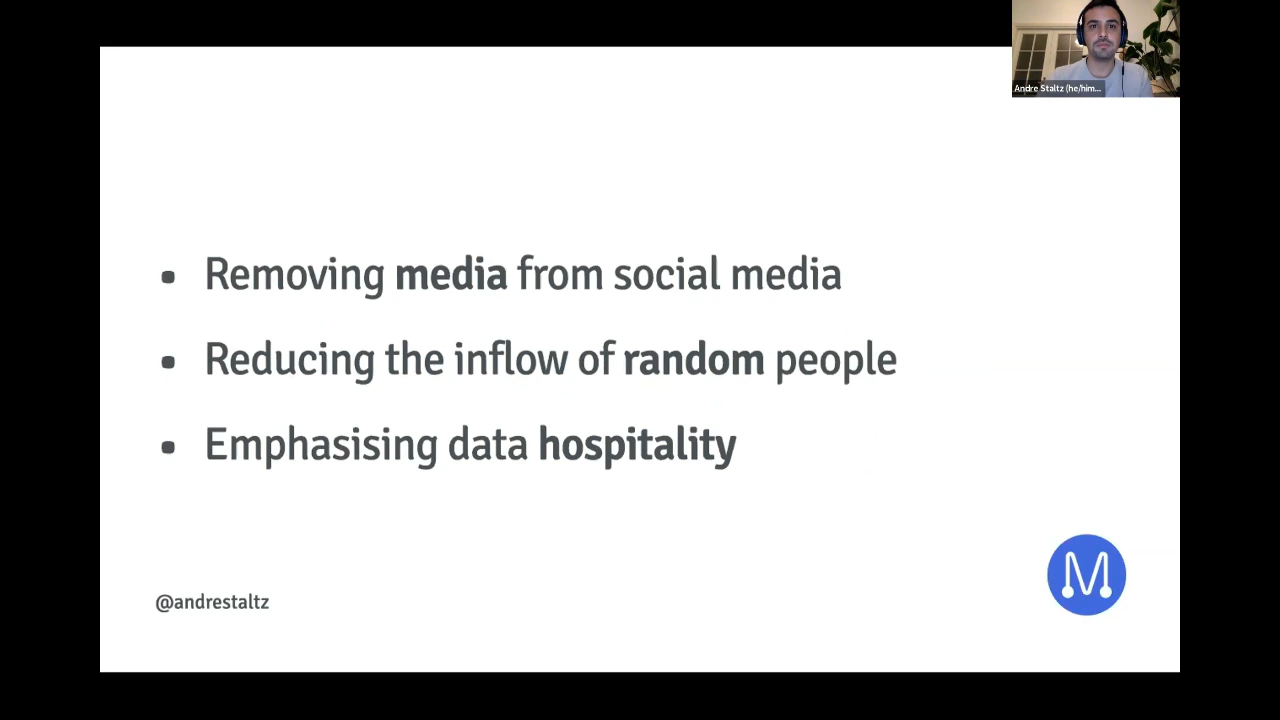 Andre Staltz (he/him...
• Removing media from social media
• Reducing the inflow of random people
• Emphasising data hospitality
@andrestaltz
M